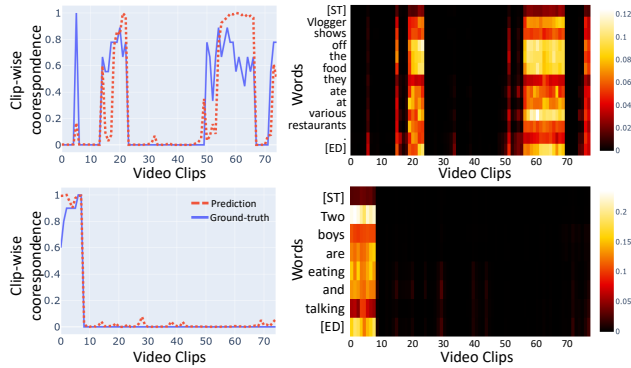 Clip-wise
coorespondence
1
0.8
0.6
0.4
0.2
0
0 10 20 30 40 50 60 70
Video Clips
Words
[ST]
Vlogger
shows
off
the
food
they
ate
at
various
restaurants
.
[ED]
0 10 20 30 40 50 60 70
Video Clips
0.12
0.1
0.08
0.06
0.04
0.02
0
Clip-wise
coorespondence
1
0.8
0.6
0.4
0.2
0
Prediction
Ground-truth
0 10 20 30 40 50 60 70
Video Clips
Words
[ST]
Two
boys
are
eating
and
talking
[ED]
0 10 20 30 40 50 60 70
Video Clips
0.2
0.15
0.1
0.05
0